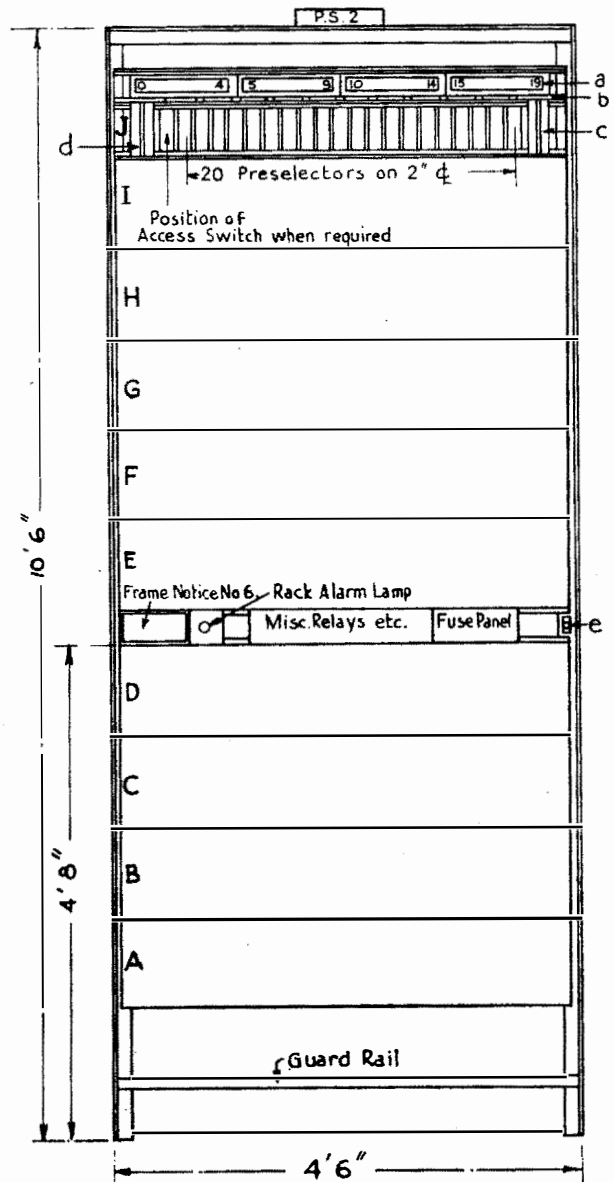 P.S. 2
0 4 5 9 10 14 15 19
a
b
c
J
d
20 Preselectors on 2" ℄
I
Position of
Access Switch when required
H
G
F
E
10' 6"
Frame Notice No 6
Rack Alarm Lamp
Misc. Relays etc.
Fuse Panel
e
D
C
4' 8"
B
A
Guard Rail
4' 6"